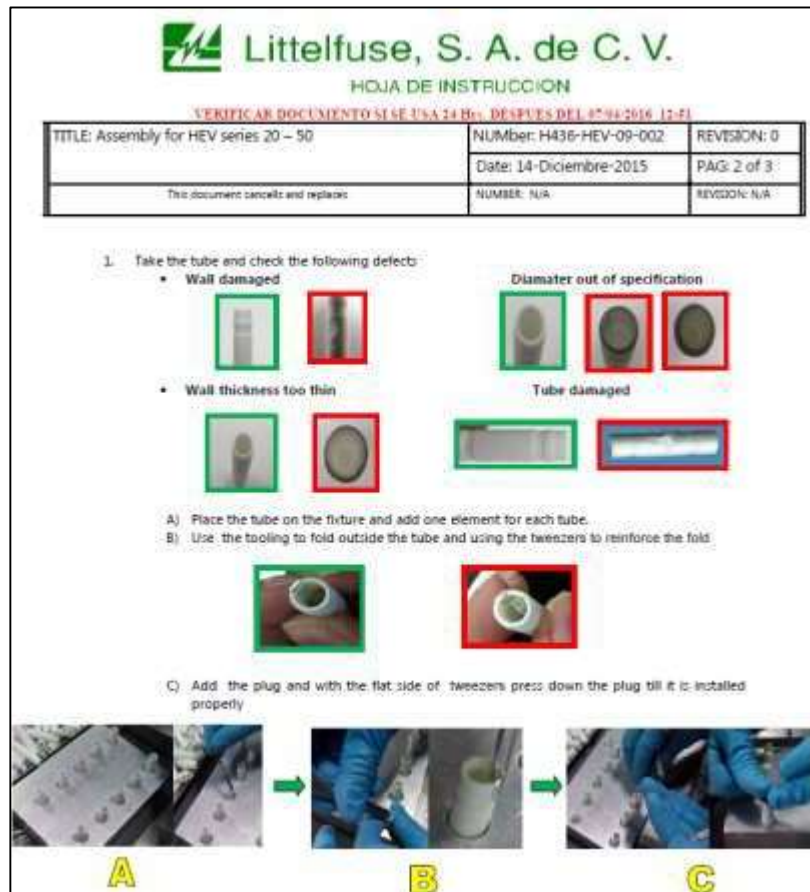 Littelfuse, S. A. de C. V.
HOJA DE INSTRUCCION
VERIFICAR DOCUMENTO SI SE USA 24 Hrs. DESPUES DEL 07/04/2016 12:41
TITLE: Assembly for HEV series 20 – 50
NUMber: H436-HEV-09-002
REVISION: 0
Date: 14-Diciembre-2015
PAG: 2 of 3
This document cancells and replaces
NUMBER: N/A
REVISION: N/A
1. Take the tube and check the following defects
• Wall damaged
Diamater out of specification
• Wall thickness too thin
Tube damaged
A) Place the tube on the fixture and add one element for each tube.
B) Use the tooling to fold outside the tube and using the tweezers to reinforce the fold
C) Add the plug and with the flat side of tweezers press down the plug till it is installed
properly
A
B
C